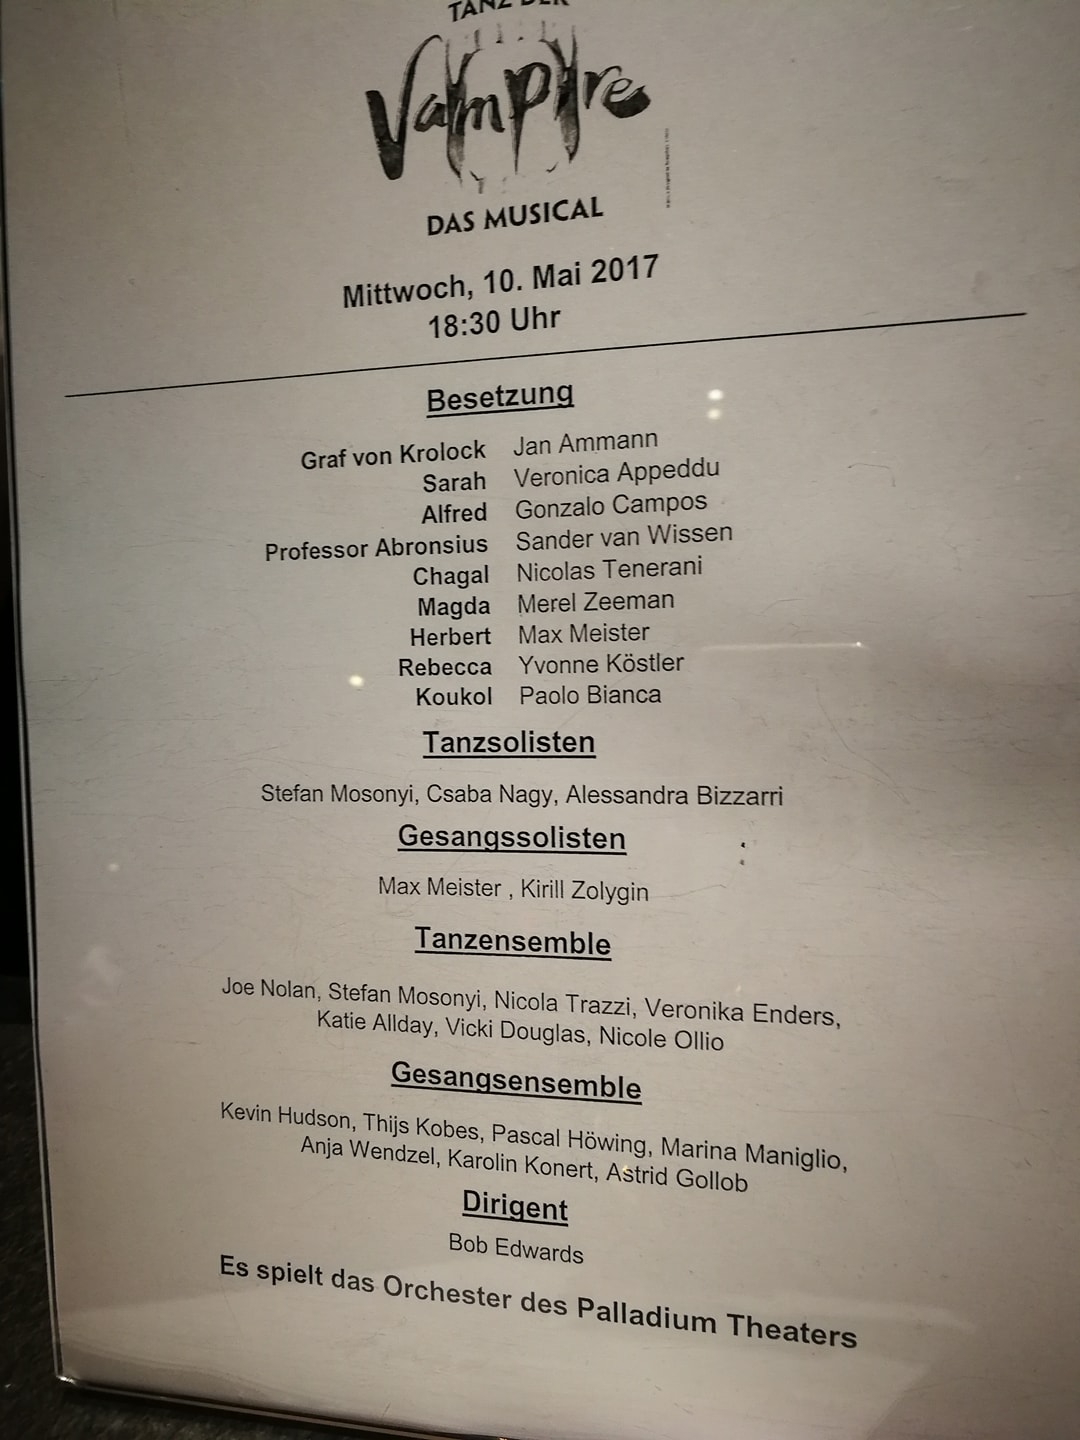 TANZ DER
Vampire
DAS MUSICAL
Mittwoch, 10. Mai 2017
18:30 Uhr
Besetzung
Graf von Krolock Jan Ammann
Sarah Veronica Appeddu
Alfred Gonzalo Campos
Professor Abronsius Sander van Wissen
Chagal Nicolas Tenerani
Magda Merel Zeeman
Herbert Max Meister
Rebecca Yvonne Köstler
Koukol Paolo Bianca
Tanzsolisten
Stefan Mosonyi, Csaba Nagy, Alessandra Bizzarri
Gesangssolisten
Max Meister , Kirill Zolygin
Tanzensemble
Joe Nolan, Stefan Mosonyi, Nicola Trazzi, Veronika Enders,
Katie Allday, Vicki Douglas, Nicole Ollio
Gesangsensemble
Kevin Hudson, Thijs Kobes, Pascal Höwing, Marina Maniglio,
Anja Wendzel, Karolin Konert, Astrid Gollob
Dirigent
Bob Edwards
Es spielt das Orchester des Palladium Theaters